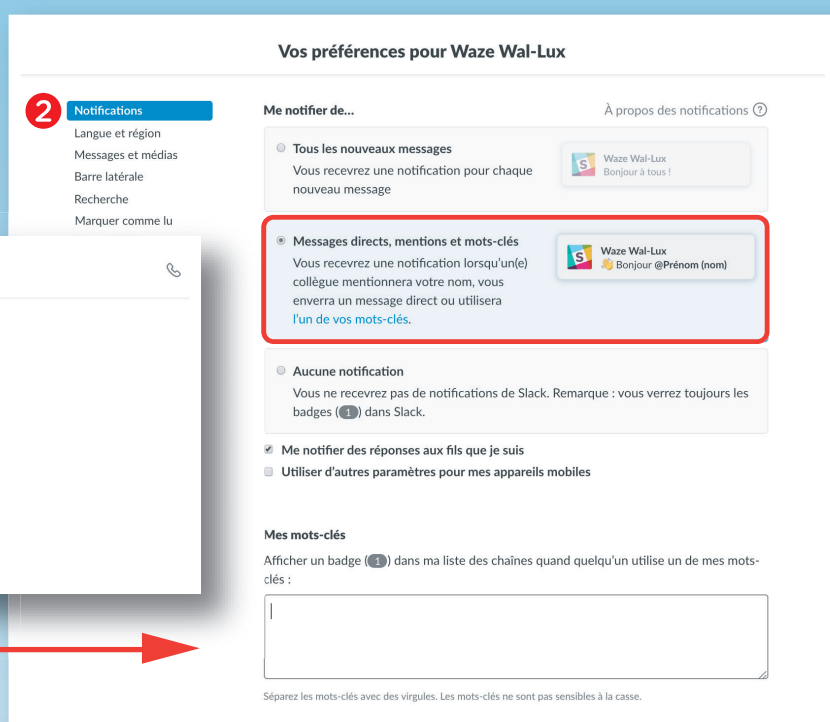 Vos préférences pour Waze Wal-Lux
2
Notifications
Langue et région
Messages et médias
Barre latérale
Recherche
Marquer comme lu
Me notifier de...
À propos des notifications ?
Tous les nouveaux messages
Vous recevrez une notification pour chaque
nouveau message
S
Waze Wal-Lux
Bonjour à tous !
Messages directs, mentions et mots-clés
Vous recevrez une notification lorsqu'un(e)
collègue mentionnera votre nom, vous
enverra un message direct ou utilisera
l'un de vos mots-clés.
S
Waze Wal-Lux
👋 Bonjour @Prénom (nom)
Aucune notification
Vous ne recevrez pas de notifications de Slack. Remarque : vous verrez toujours les
badges (1) dans Slack.
Me notifier des réponses aux fils que je suis
Utiliser d'autres paramètres pour mes appareils mobiles
Mes mots-clés
Afficher un badge (1) dans ma liste des chaînes quand quelqu'un utilise un de mes mots-
clés :
Séparez les mots-clés avec des virgules. Les mots-clés ne sont pas sensibles à la casse.